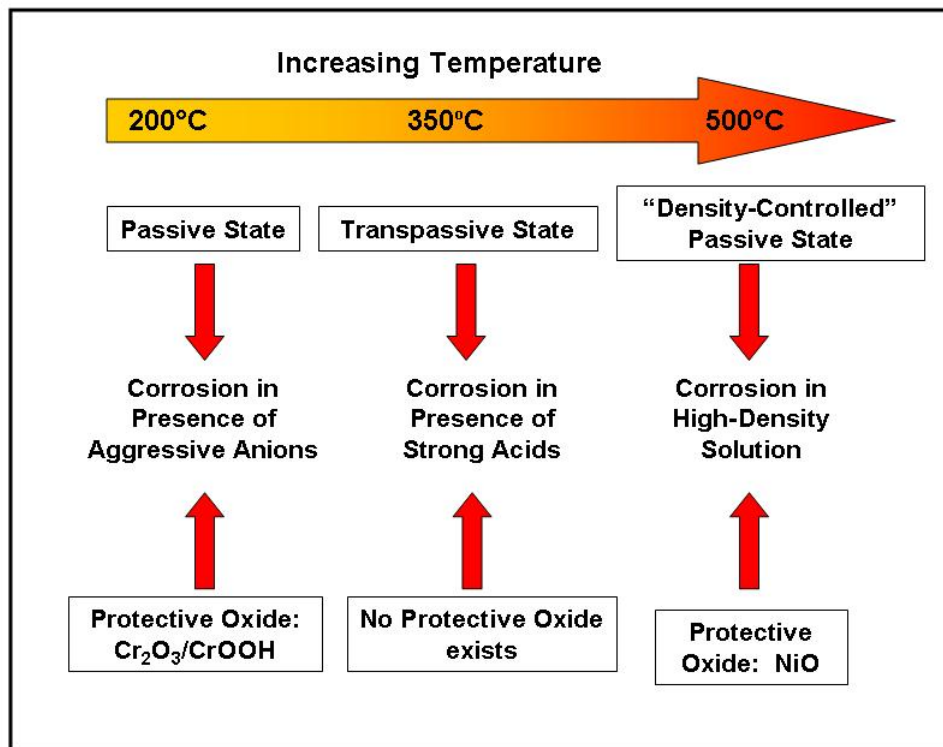 Increasing Temperature
200°C
350ºC
500°C
Passive State
Transpassive State
“Density-Controlled”
Passive State
Corrosion in
Presence of
Aggressive Anions
Corrosion in
Presence of
Strong Acids
Corrosion in
High-Density
Solution
Protective Oxide:
Cr₂O₃/CrOOH
No Protective Oxide
exists
Protective
Oxide:  NiO